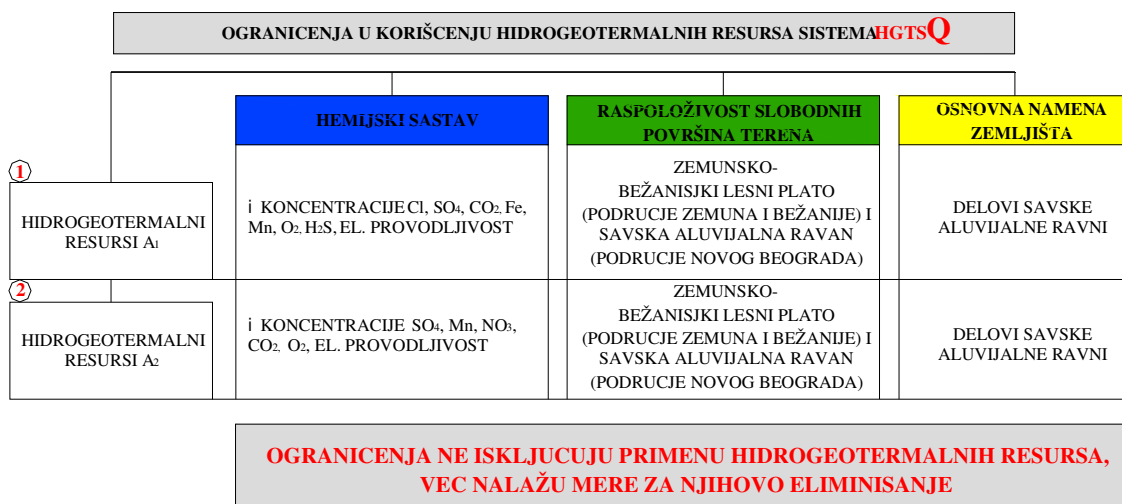 OGRANICENJA U KORIŠCENJU HIDROGEOTERMALNIH RESURSA SISTEMA HGTSQ
HEMIJSKI SASTAV
RASPOLOŽIVOST SLOBODNIH
POVRŠINA TERENA
OSNOVNA NAMENA
ZEMLJIŠTA
1
HIDROGEOTERMALNI
RESURSI A1
i KONCENTRACIJE Cl, SO4, CO2, Fe,
Mn, O2, H2S, EL. PROVODLJIVOST
ZEMUNSKO-
BEŽANISJKI LESNI PLATO
(PODRUCJE ZEMUNA I BEŽANIJE) I
SAVSKA ALUVIJALNA RAVAN
(PODRUCJE NOVOG BEOGRADA)
DELOVI SAVSKE
ALUVIJALNE RAVNI
2
HIDROGEOTERMALNI
RESURSI A2
i KONCENTRACIJE SO4, Mn, NO3,
CO2, O2, EL. PROVODLJIVOST
ZEMUNSKO-
BEŽANISJKI LESNI PLATO
(PODRUCJE ZEMUNA I BEŽANIJE) I
SAVSKA ALUVIJALNA RAVAN
(PODRUCJE NOVOG BEOGRADA)
DELOVI SAVSKE
ALUVIJALNE RAVNI
OGRANICENJA NE ISKLJUCUJU PRIMENU HIDROGEOTERMALNIH RESURSA,
VEC NALAŽU MERE ZA NJIHOVO ELIMINISANJE